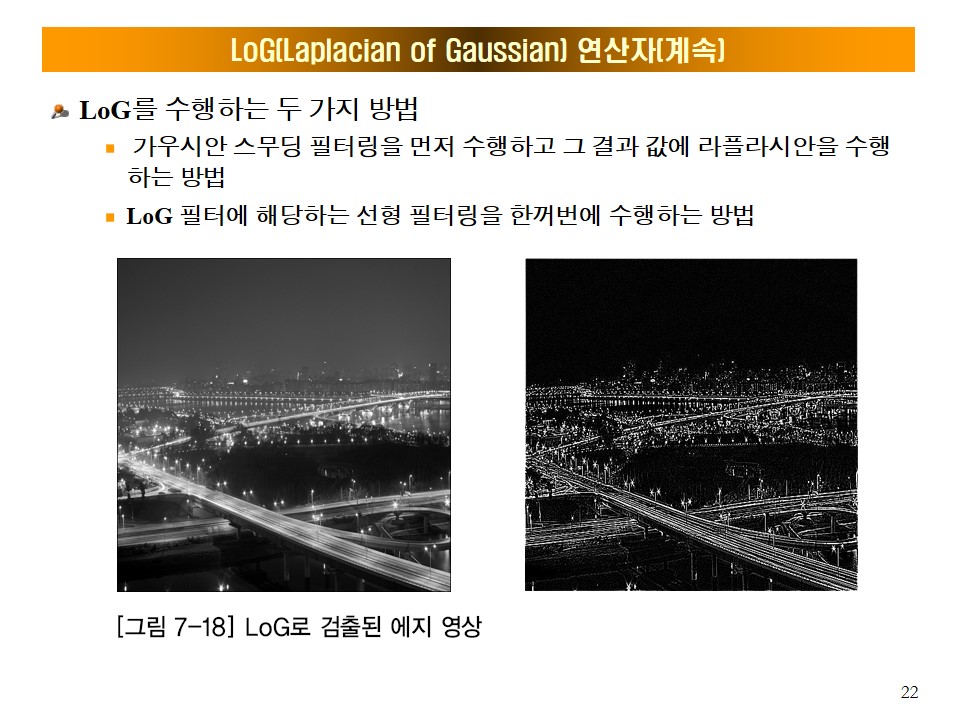 LoG(Laplacian of Gaussian) 연산자(계속)
LoG를 수행하는 두 가지 방법
가우시안 스무딩 필터링을 먼저 수행하고 그 결과 값에 라플라시안을 수행
하는 방법
LoG 필터에 해당하는 선형 필터링을 한꺼번에 수행하는 방법
[그림 7-18] LoG로 검출된 에지 영상
22